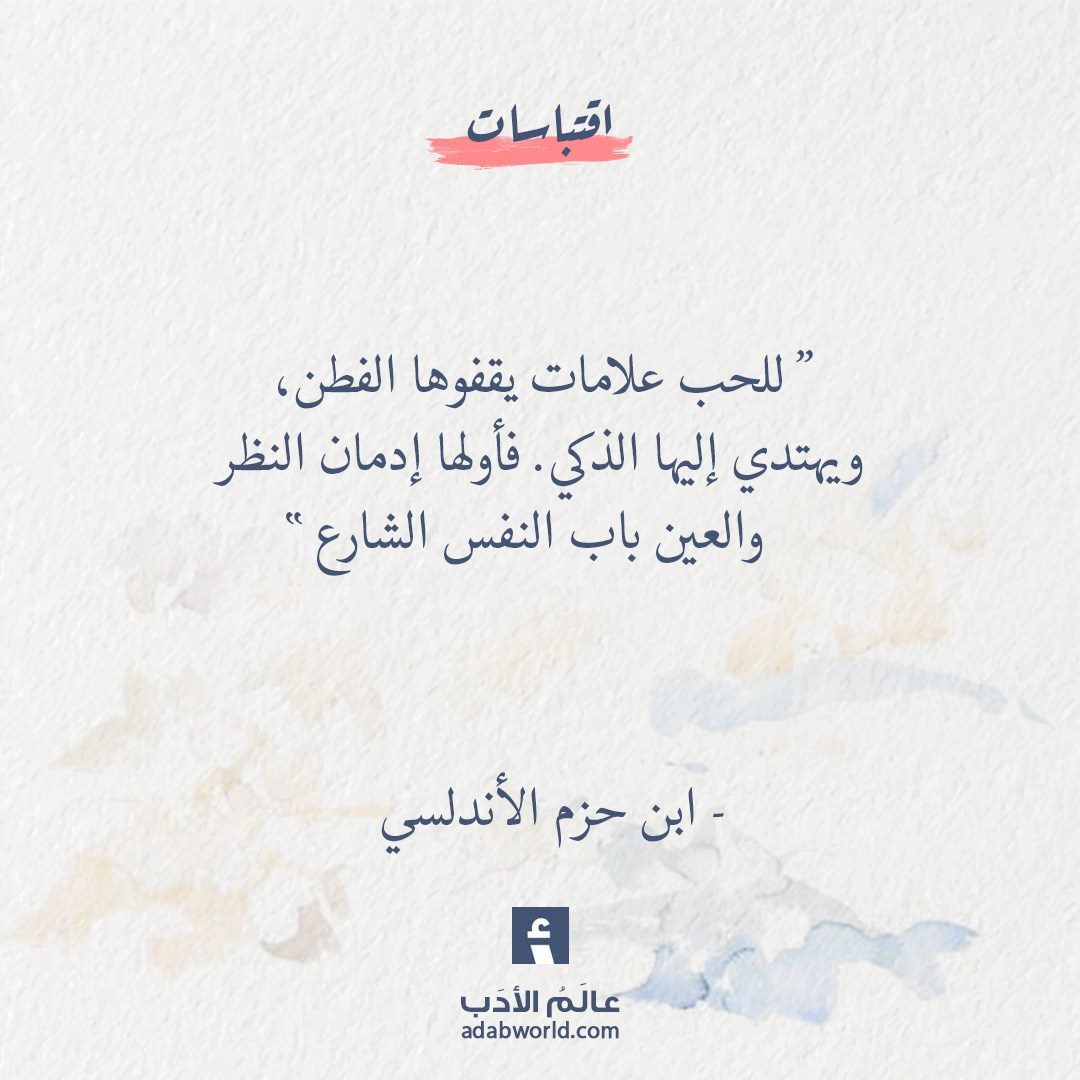 اقتباسات
” للحب علامات يقفوها الفطن،
ويهتدي إليها الذكي. فأولها إدمان النظر
والعين باب النفس الشارع “
- ابن حزم الأندلسي
أ
عالَمُ الأدَب
adabworld.com